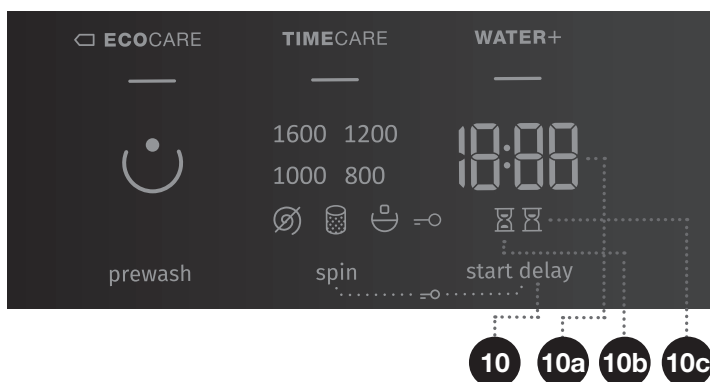 ECOCARE TIMECARE WATER+
1600 1200
1000 800
18:88
prewash spin start delay
10 10a 10b 10c